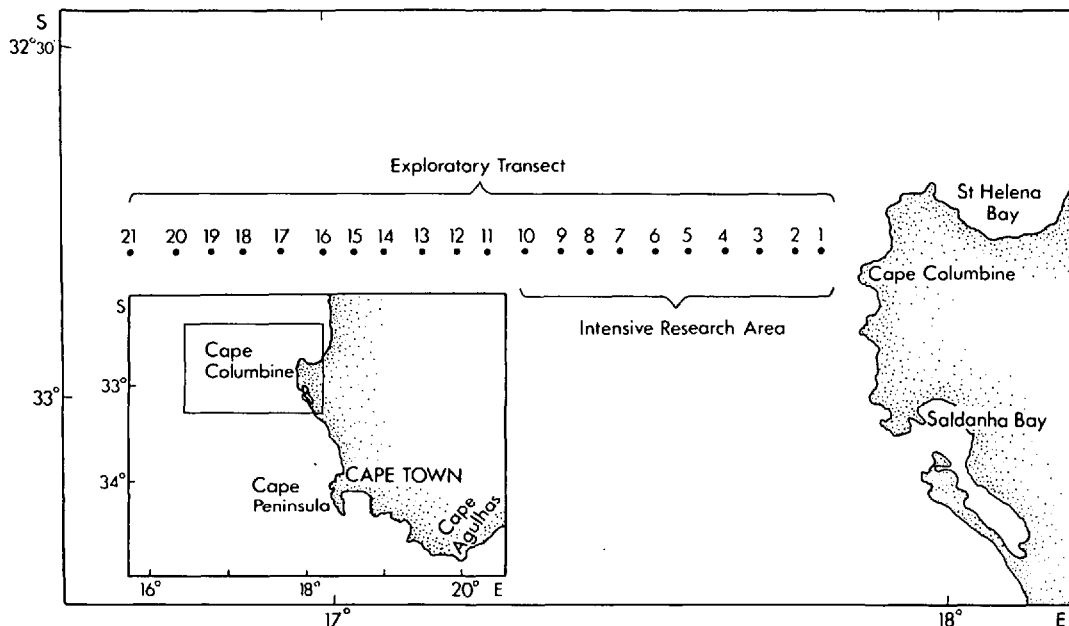 S
32°30'
Exploratory Transect
21 20 19 18 17 16 15 14 13 12 11 10 9 8 7 6 5 4 3 2 1
St Helena
Bay
Cape Columbine
Intensive Research Area
S
Cape
Columbine
33°
33°
Saldanha Bay
CAPE TOWN
34°
Cape
Peninsula
Cape
Agulhas
16° 18° 20° E
17° 18° E